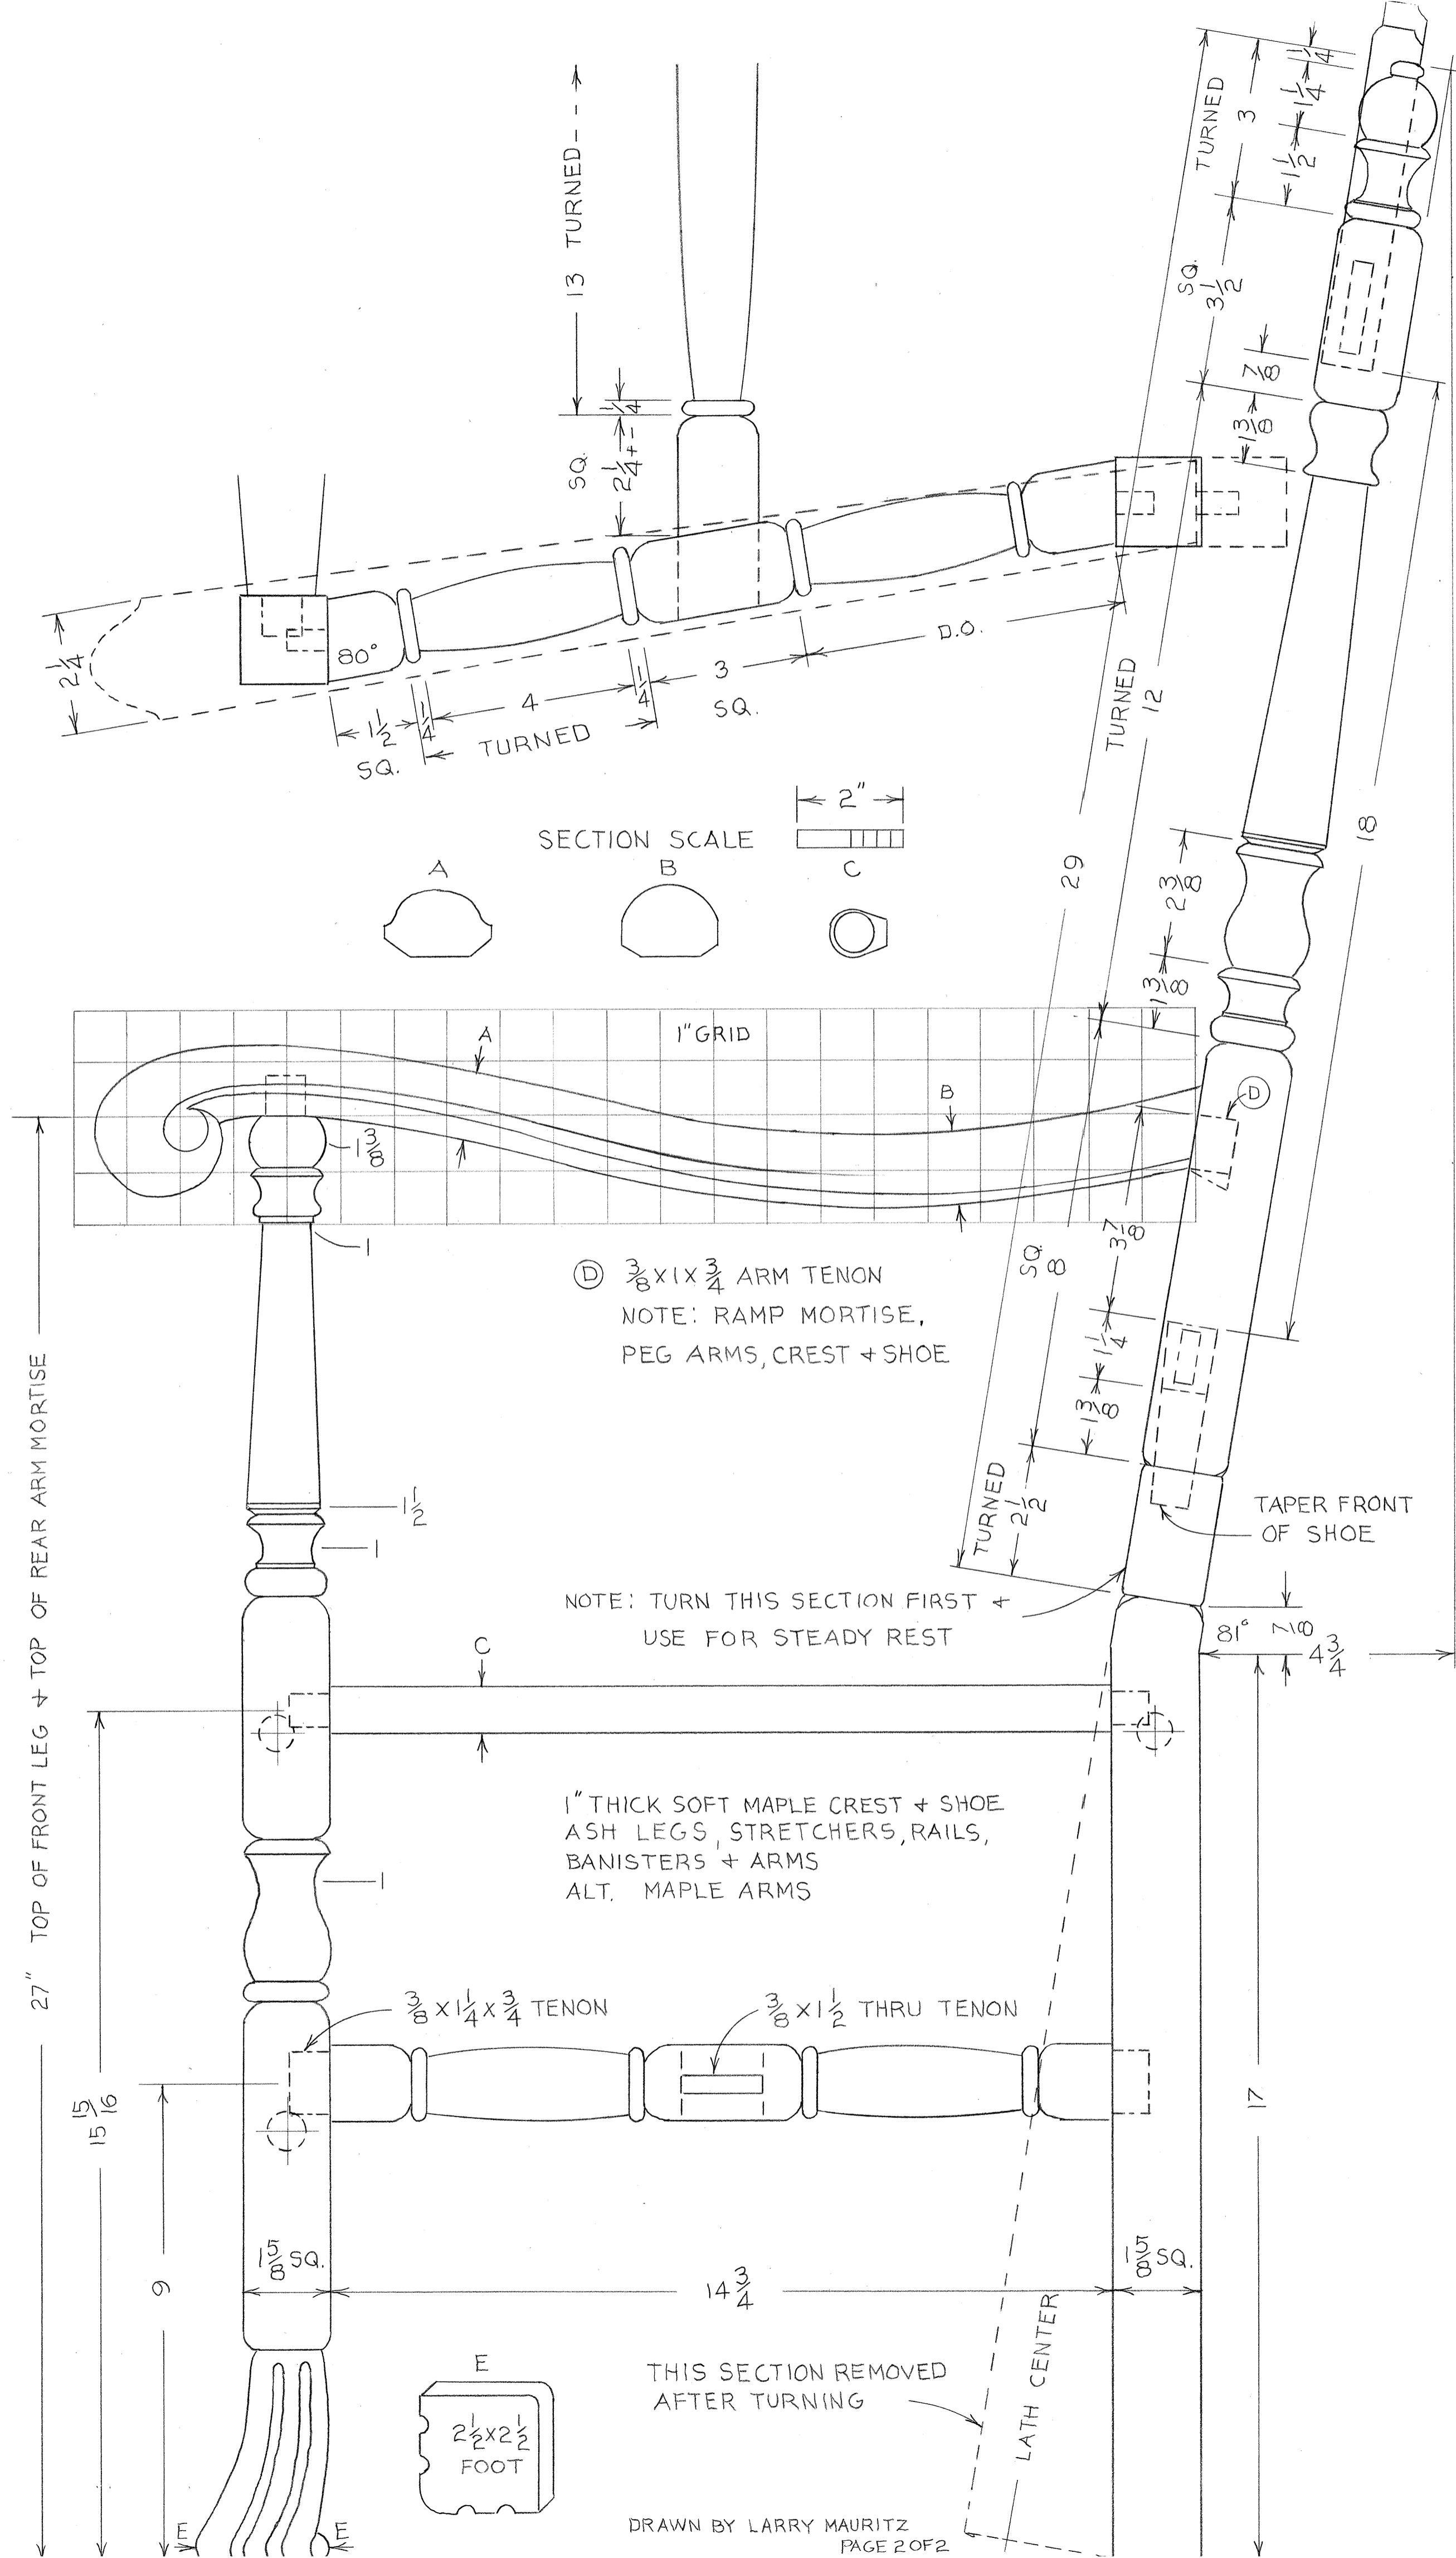 TURNED
3
1/4
1 1/4
1 1/2
13 TURNED
SQ.
3 1/2
7/8
1 3/8
1/4
SQ.
2 1/4 +-
80°
2 1/4
D.O.
3
SQ.
1/4
4
TURNED
1/4
1 1/2
SQ.
TURNED
12
29
18
2"
SECTION SCALE
A
B
C
2 3/8
1 3/8
1" GRID
A
B
D
1 3/8
1
3 7/8
SQ
8
D 3/8 X 1 X 3/4 ARM TENON
NOTE: RAMP MORTISE,
PEG ARMS, CREST + SHOE
1 1/4
1 3/8
TURNED
2 1/2
1 1/2
1
TAPER FRONT
OF SHOE
NOTE: TURN THIS SECTION FIRST +
USE FOR STEADY REST
81°
7/8
4 3/4
C
27" TOP OF FRONT LEG + TOP OF REAR ARM MORTISE
1" THICK SOFT MAPLE CREST + SHOE
ASH LEGS, STRETCHERS, RAILS,
BANISTERS + ARMS
ALT. MAPLE ARMS
1
3/8 X 1 1/4 X 3/4 TENON
3/8 X 1 1/2 THRU TENON
15 15/16
17
9
1 5/8 SQ.
14 3/4
1 5/8 SQ.
E
2 1/2 X 2 1/2
FOOT
THIS SECTION REMOVED
AFTER TURNING
LATH CENTER
E
E
DRAWN BY LARRY MAURITZ
PAGE 2 OF 2